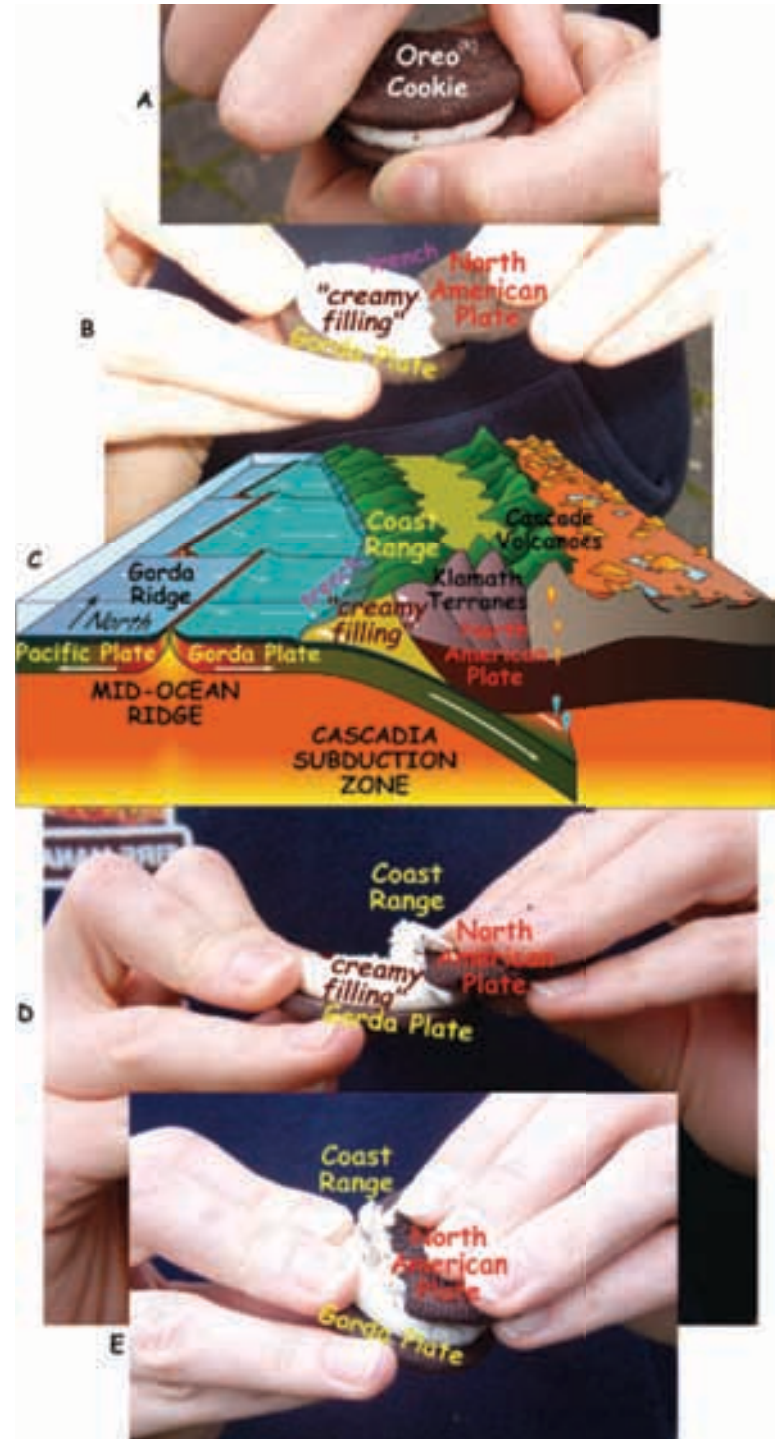 A
Oreo(R)
Cookie
B
trench
North
American
Plate
"creamy
filling"
Gorda Plate
C
Coast
Range
Cascade
Volcanoes
Gorda
Ridge
North
trench
Klamath
Terranes
"creamy
filling
North
American
Plate
Pacific Plate
Gorda Plate
MID-OCEAN
RIDGE
CASCADIA
SUBDUCTION
ZONE
D
Coast
Range
North
American
Plate
"creamy
filling"
Gorda Plate
E
Coast
Range
North
American
Plate
Gorda Plate